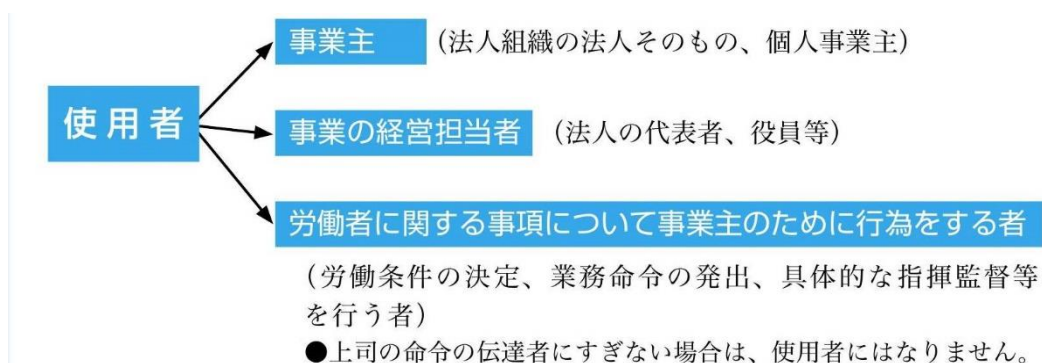 事業主 (法人組織の法人そのもの、個人事業主)
使用者
事業の経営担当者 (法人の代表者、役員等)
労働者に関する事項について事業主のために行為をする者
(労働条件の決定、業務命令の発出、具体的な指揮監督等
を行う者)
●上司の命令の伝達者にすぎない場合は、使用者にはなりません。